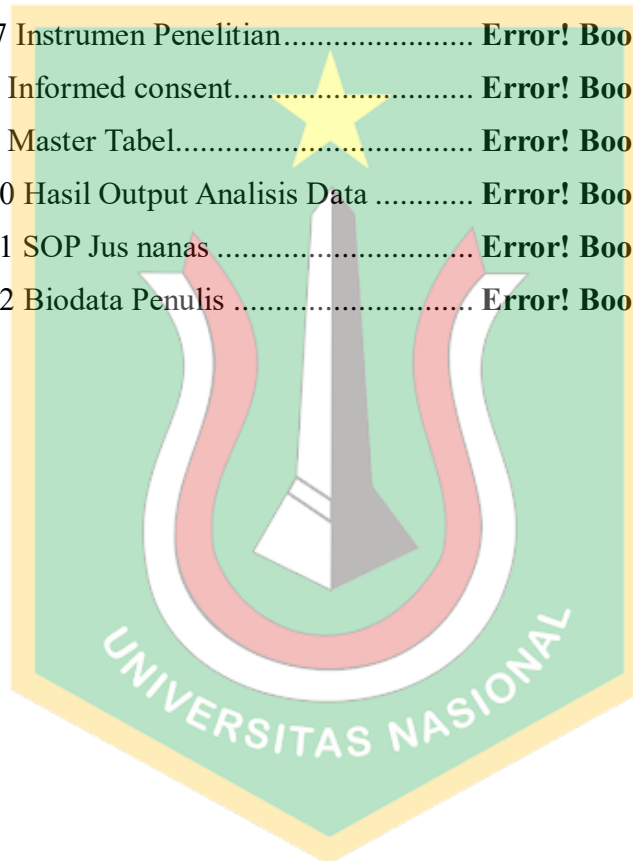 7 Instrumen Penelitian....................... Error! Boo
Informed consent............................. Error! Boo
Master Tabel.................................... Error! Boo
0 Hasil Output Analisis Data ............ Error! Boo
1 SOP Jus nanas ............................... Error! Boo
2 Biodata Penulis ............................. Error! Boo
UNIVERSITAS NASIONAL